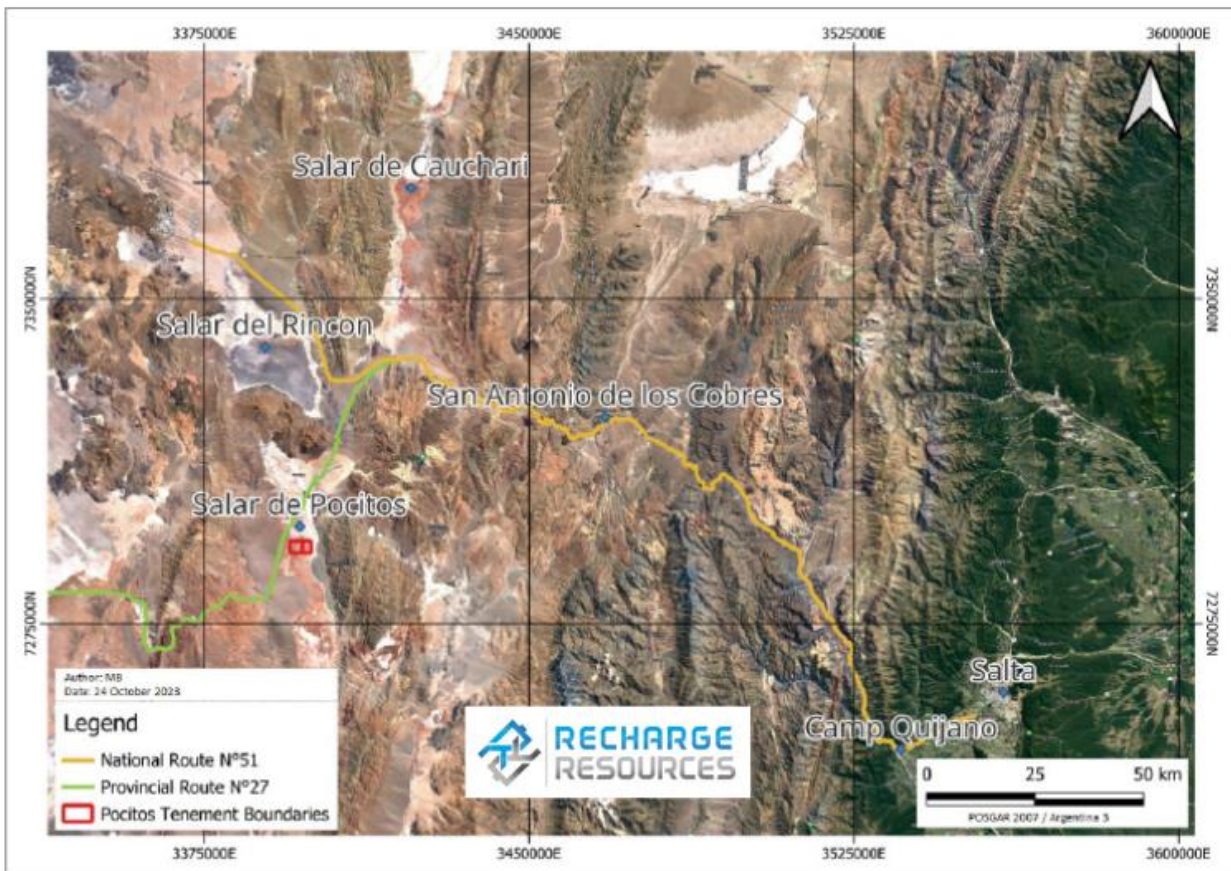 3375000E 3450000E 3525000E 3600000E
Salar de Cauchari
7350000N 7350000N
Salar del Rincon
San Antonio de los Cobres
Salar de Pocitos
7275000N 7275000N
Author: MB
Date: 24 October 2023
Salta
Legend
Camp Quijano
National Route N°51
Provincial Route N°27
Pocitos Tenement Boundaries
RECHARGE
RESOURCES
0 25 50 km
POSGAR 2007 / Argentina 3
3375000E 3450000E 3525000E 3600000E